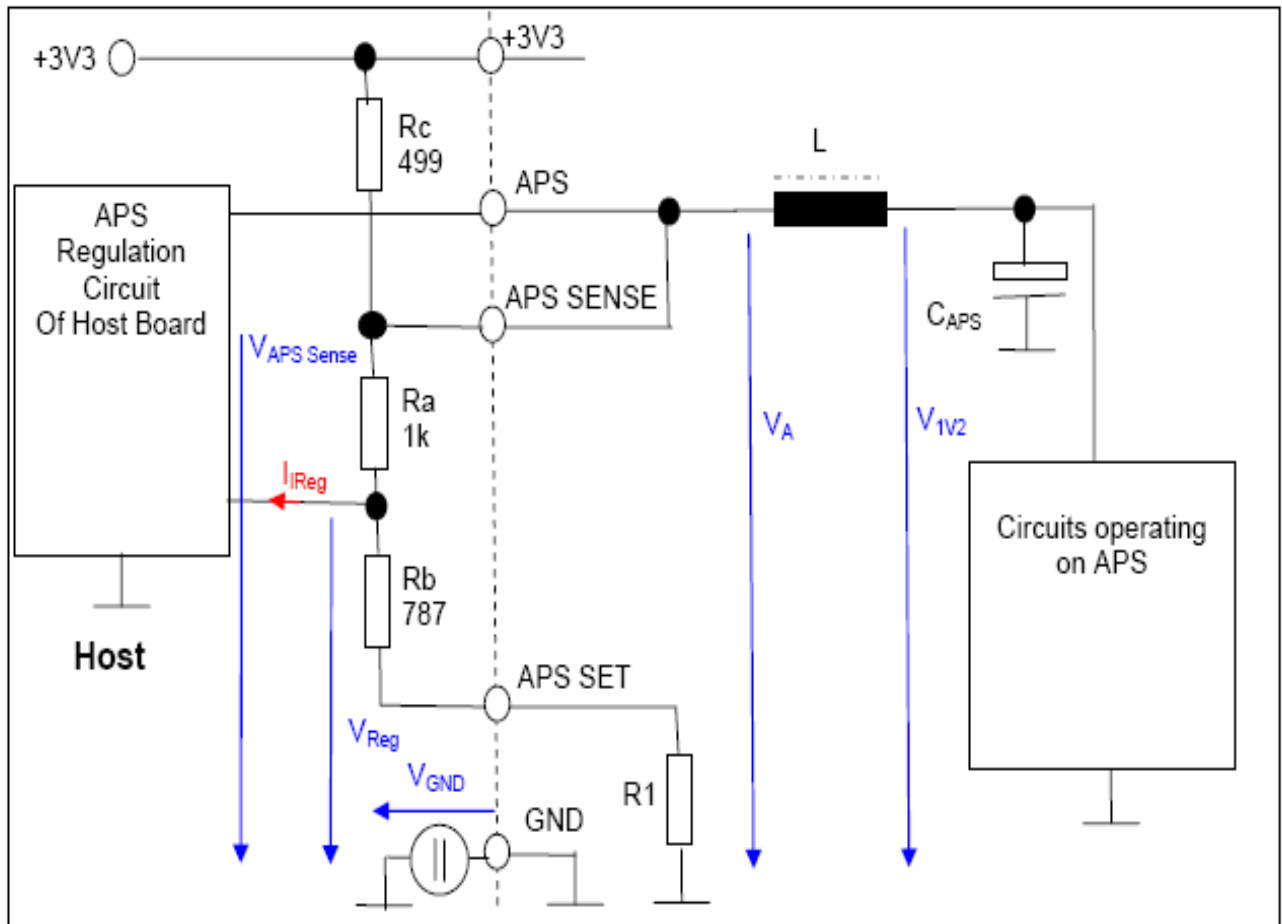 +3V3
+3V3
Rc
499
L
APS
APS
Regulation
Circuit
Of Host Board
APS SENSE
CAPS
VAPS Sense
Ra
1k
VA
V1V2
IIReg
Circuits operating
on APS
Rb
787
Host
APS SET
VReg
VGND
R1
GND